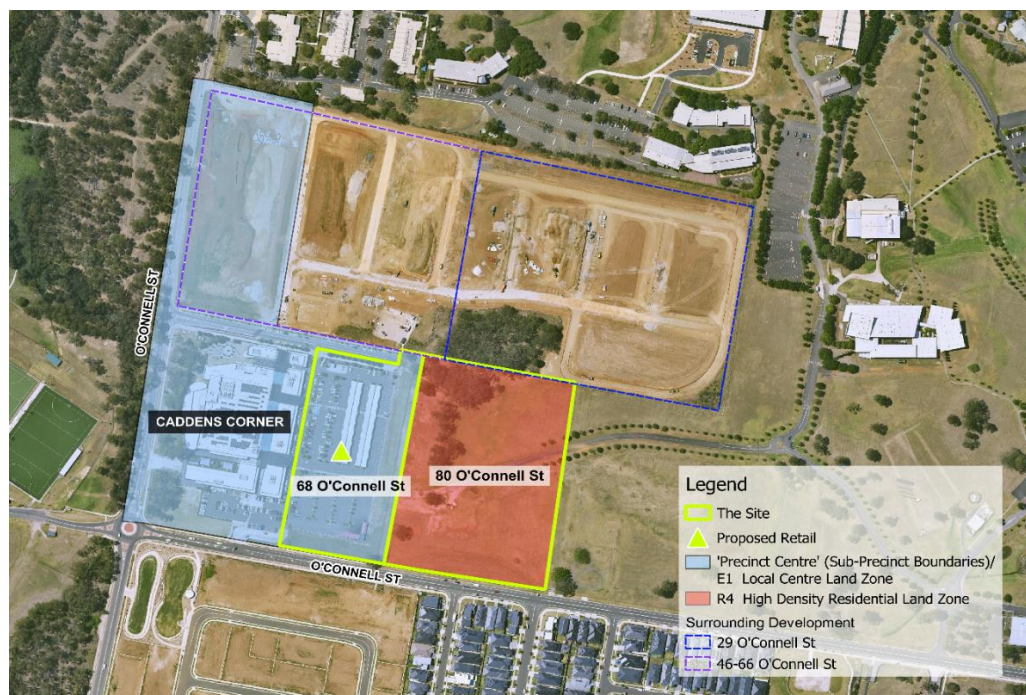 O'CONNELL ST
CADDENS CORNER
68 O'Connell St
80 O'Connell St
O'CONNELL ST
Legend
The Site
Proposed Retail
'Precinct Centre' (Sub-Precinct Boundaries)/
E1 Local Centre Land Zone
R4 High Density Residential Land Zone
Surrounding Development
29 O'Connell St
46-66 O'Connell St